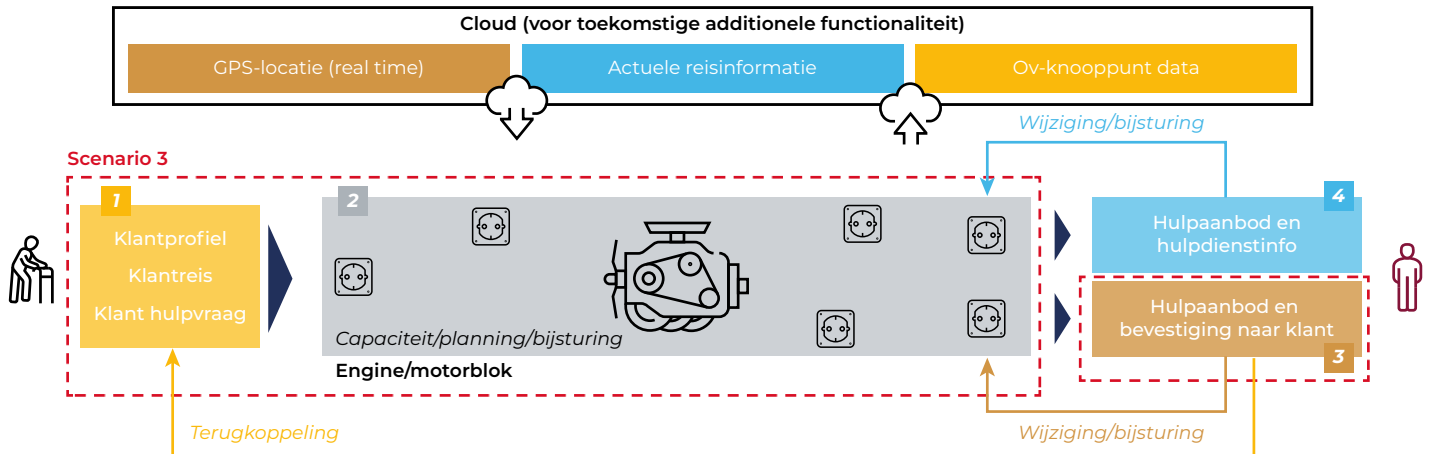 Cloud (voor toekomstige additionele functionaliteit)
GPS-locatie (real time)
Actuele reisinformatie
Ov-knooppunt data
Wijziging/bijsturing
Scenario 3
1
Klantprofiel
Klantreis
Klant hulpvraag
2
Capaciteit/planning/bijsturing
Engine/motorblok
4
Hulpaanbod en
hulpdienstinfo
Hulpaanbod en
bevestiging naar klant
3
Terugkoppeling
Wijziging/bijsturing